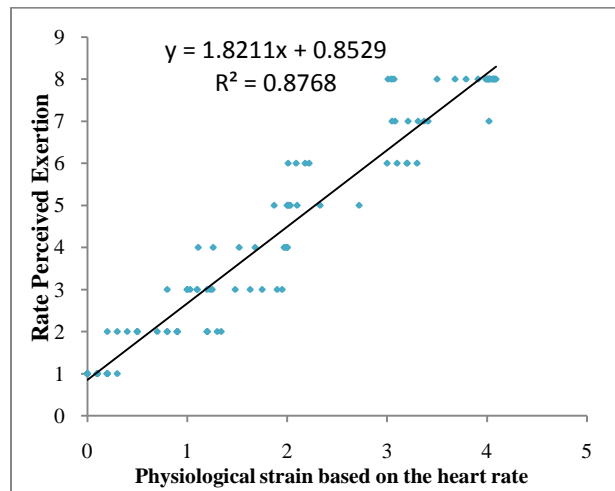 y = 1.8211x + 0.8529
R² = 0.8768
Rate Perceived Exertion
9
8
7
6
5
4
3
2
1
0
0 1 2 3 4 5
Physiological strain based on the heart rate